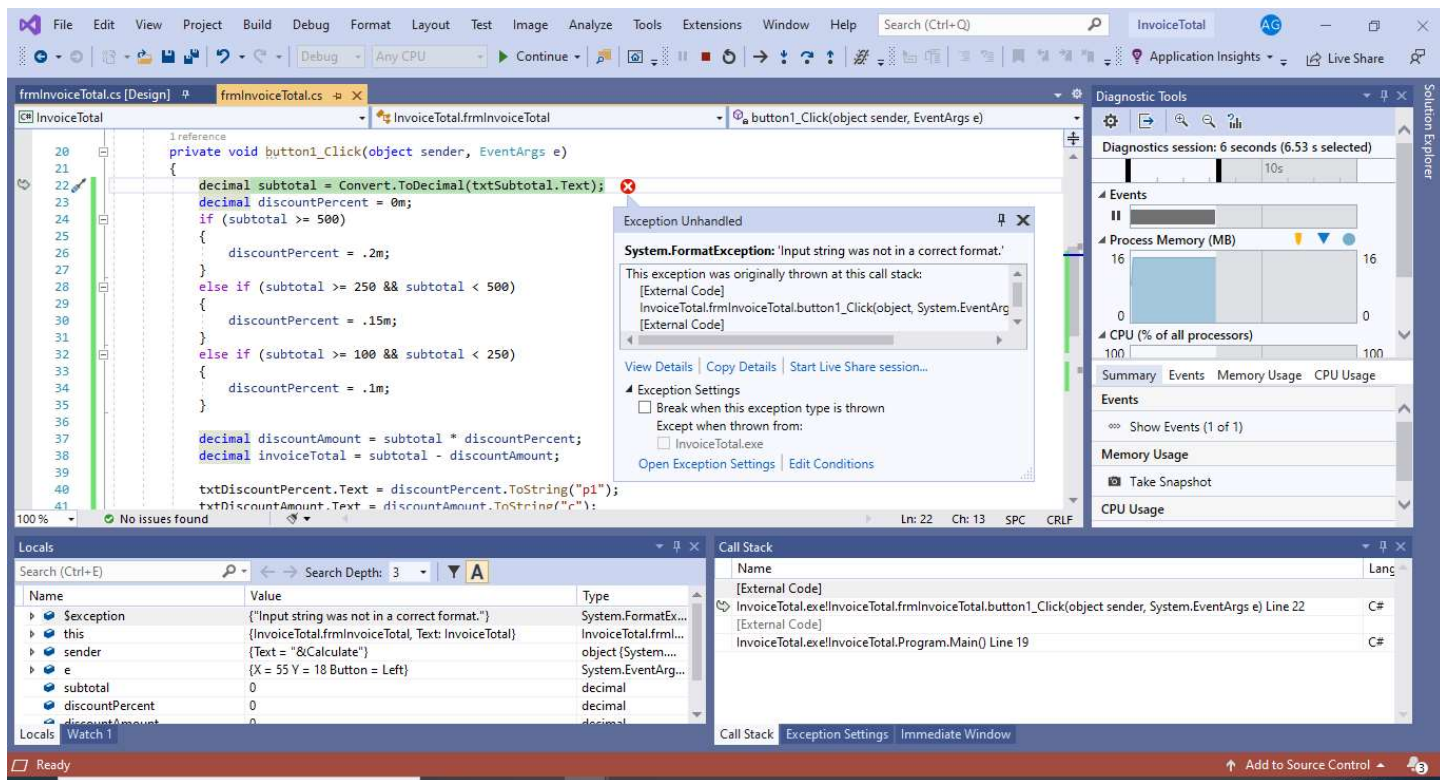 File Edit View Project Build Debug Format Layout Test Image Analyze Tools Extensions Window Help Search (Ctrl+Q) InvoiceTotal AG
Debug Any CPU Continue Application Insights Live Share
frmInvoiceTotal.cs [Design] frmInvoiceTotal.cs
C# InvoiceTotal InvoiceTotal.frmInvoiceTotal button1_Click(object sender, EventArgs e)
1 reference
20 private void button1_Click(object sender, EventArgs e)
21 {
22 decimal subtotal = Convert.ToDecimal(txtSubtotal.Text);
23 decimal discountPercent = 0m;
24 if (subtotal >= 500)
25 {
26 discountPercent = .2m;
27 }
28 else if (subtotal >= 250 && subtotal < 500)
29 {
30 discountPercent = .15m;
31 }
32 else if (subtotal >= 100 && subtotal < 250)
33 {
34 discountPercent = .1m;
35 }
36
37 decimal discountAmount = subtotal * discountPercent;
38 decimal invoiceTotal = subtotal - discountAmount;
39
40 txtDiscountPercent.Text = discountPercent.ToString("p1");
41 txtDiscountAmount.Text = discountAmount.ToString("c");
Exception Unhandled
System.FormatException: 'Input string was not in a correct format.'
This exception was originally thrown at this call stack:
[External Code]
InvoiceTotal.frmInvoiceTotal.button1_Click(object, System.EventArg
[External Code]
View Details Copy Details Start Live Share session...
Exception Settings
Break when this exception type is thrown
Except when thrown from:
InvoiceTotal.exe
Open Exception Settings Edit Conditions
100 % No issues found Ln: 22 Ch: 13 SPC CRLF
Diagnostic Tools
Diagnostics session: 6 seconds (6.53 s selected)
10s
Events
Process Memory (MB)
16 16
0 0
CPU (% of all processors)
100 100
Summary Events Memory Usage CPU Usage
Events
Show Events (1 of 1)
Memory Usage
Take Snapshot
CPU Usage
Solution Explorer
Locals
Search (Ctrl+E) Search Depth: 3 A
Name Value Type
$exception {"Input string was not in a correct format."} System.FormatEx...
this {InvoiceTotal.frmInvoiceTotal, Text: InvoiceTotal} InvoiceTotal.frmI...
sender {Text = "&Calculate"} object {System....
e {X = 55 Y = 18 Button = Left} System.EventArg...
subtotal 0 decimal
discountPercent 0 decimal
discountAmount 0 decimal
Locals Watch 1
Call Stack
Name Lang
[External Code]
InvoiceTotal.exe!InvoiceTotal.frmInvoiceTotal.button1_Click(object sender, System.EventArgs e) Line 22 C#
[External Code]
InvoiceTotal.exe!InvoiceTotal.Program.Main() Line 19 C#
Call Stack Exception Settings Immediate Window
Ready Add to Source Control 3